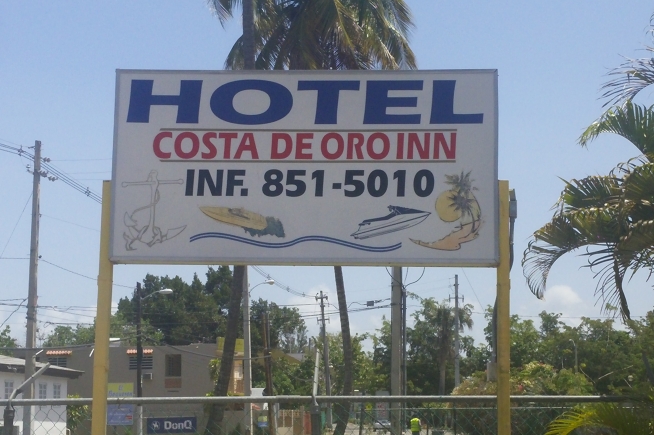 HOTEL
COSTA DE ORO INN
INF. 851-5010
DonQ